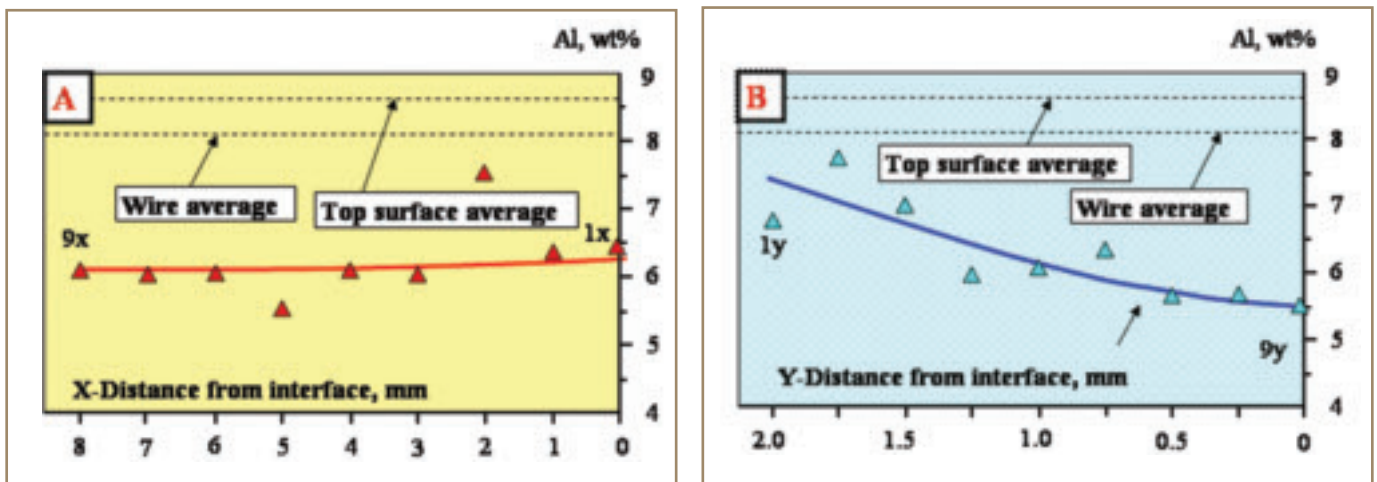 Al, wt%
A
9
8
7
6
5
4
Wire average
Top surface average
9x
1x
X-Distance from interface, mm
8 7 6 5 4 3 2 1 0
Al, wt%
B
9
8
7
6
5
4
Top surface average
Wire average
1y
9y
Y-Distance from interface, mm
2.0 1.5 1.0 0.5 0